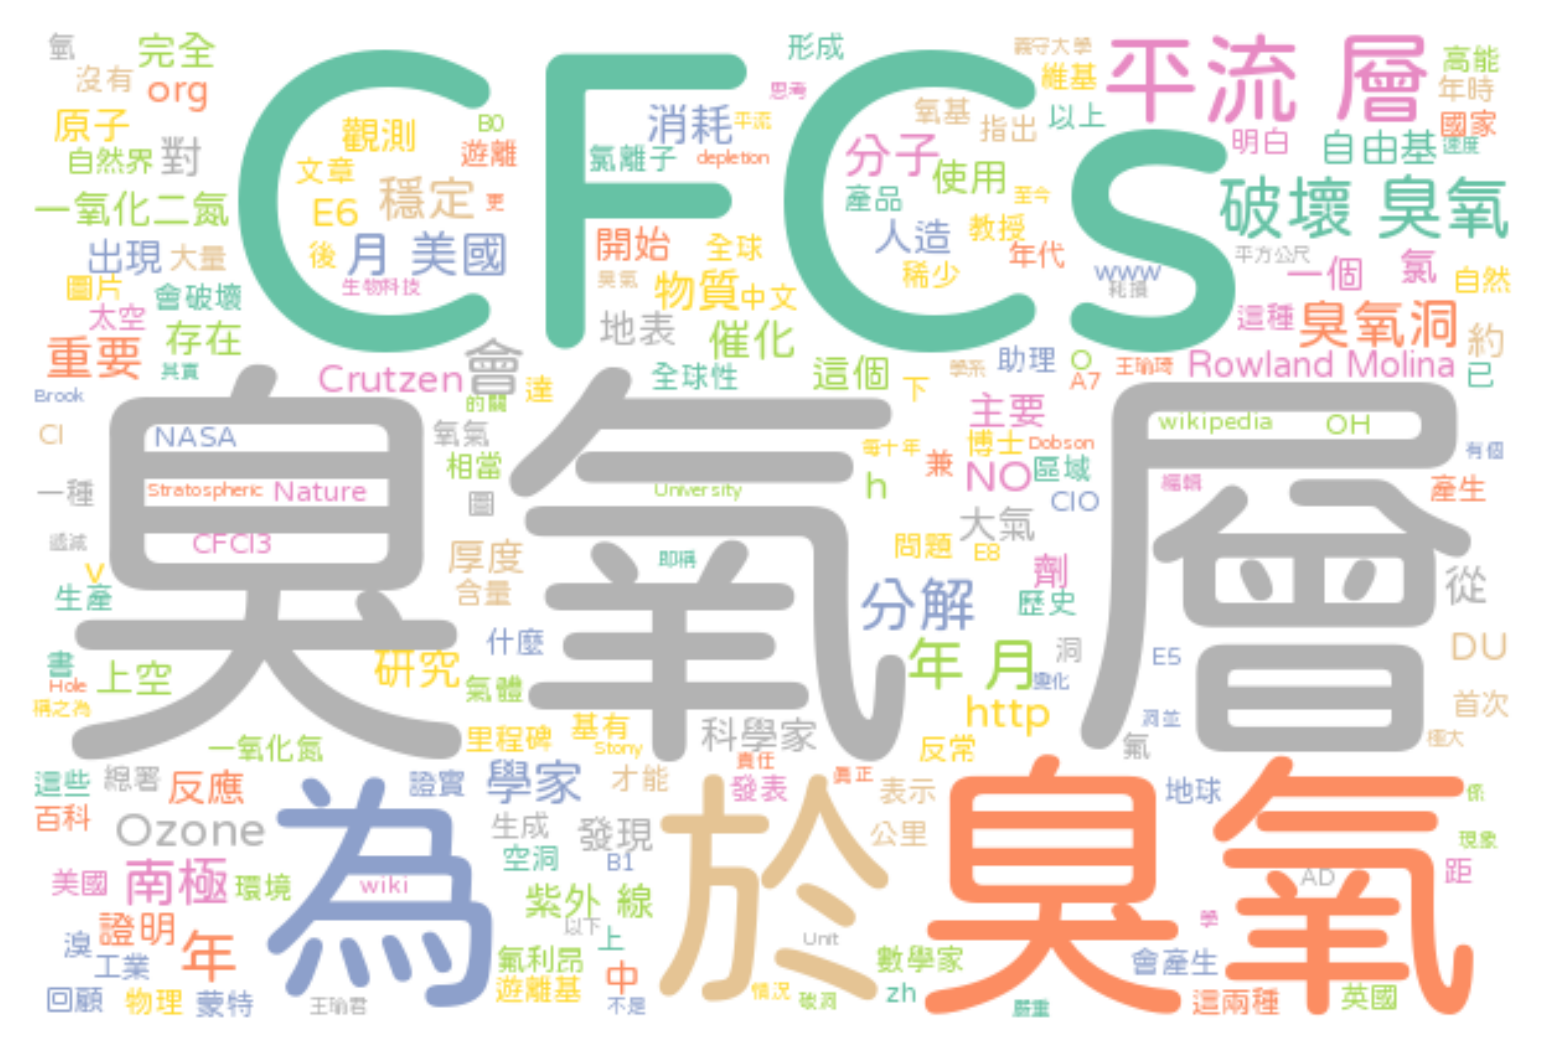 氫
完全
沒有
org
原子
自然界
對
一氧化二氮
出現
大量
圖片
會破壞
太空
存在
重要
其實
CFCs
觀測
B0
文章
遊離
E6
穩定
更
後
月 美國
生物科技
形成
思考
消耗
平流
氯離子
depletion
開始
全球
臭氣
物質
中文
地表
催化
義守大學
維基
氧基
指出
以上
分子
使用
產品
至今
人造
教授
年代
稀少
www
耗損
平流 層
高能
年時
國家
明白
自由基
速度
破壞 臭氧
平方公尺
一個
氯
自然
這種
臭氧洞
約
Crutzen
會
達
的關
全球性
這個
下
學系
助理
O
A7
王瑜琦
Rowland Molina
已
Brook
Cl
臭氧層
NASA
氧氣
相當
圖
一種
Stratospheric
Nature
University
h
每十年
兼
主要
博士
Dobson
NO
區域
ClO
大氣
wikipedia
OH
有個
編輯
產生
遞減
CFCl3
V
生產
厚度
含量
即稱
問題
E8
劑
歷史
分解
從
什麼
書
Hole
稱之為
上空
研究
氣體
年 月
洞
變化
E5
DU
http
洞並
首次
氟
極大
一氧化氮
里程碑
基有
Stony
科學家
反常
這些
總署
反應
百科
Ozone
證實
學家
才能
責任
發表
真正
表示
地球
係
生成
發現
空洞
B1
公里
現象
美國
南極
環境
為
wiki
紫外 線
以下
上
於
Unit
臭氧
AD
距
學
證明
溴
工業
年
氟利昂
遊離基
中
不是
數學家
zh
會產生
回顧
物理
蒙特
王瑜君
情況
破洞
嚴重
這兩種
英國